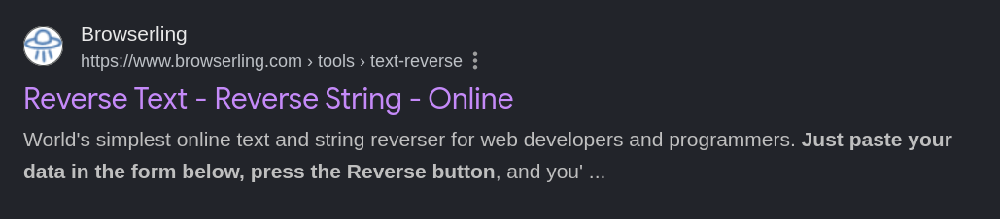 Browserling
https://www.browserling.com › tools › text-reverse
Reverse Text - Reverse String - Online
World's simplest online text and string reverser for web developers and programmers. Just paste your
data in the form below, press the Reverse button, and you' ...